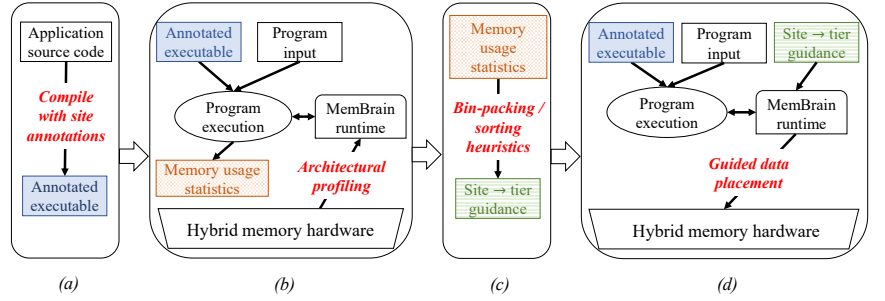 Application
source code
Compile
with site
annotations
Annotated
executable
(a)
Annotated
executable
Program
input
Program
execution
MemBrain
runtime
Memory usage
statistics
Architectural
profiling
Hybrid memory hardware
(b)
Memory
usage
statistics
Bin-packing /
sorting
heuristics
Site → tier
guidance
(c)
Annotated
executable
Program
input
Site → tier
guidance
Program
execution
MemBrain
runtime
Guided data
placement
Hybrid memory hardware
(d)